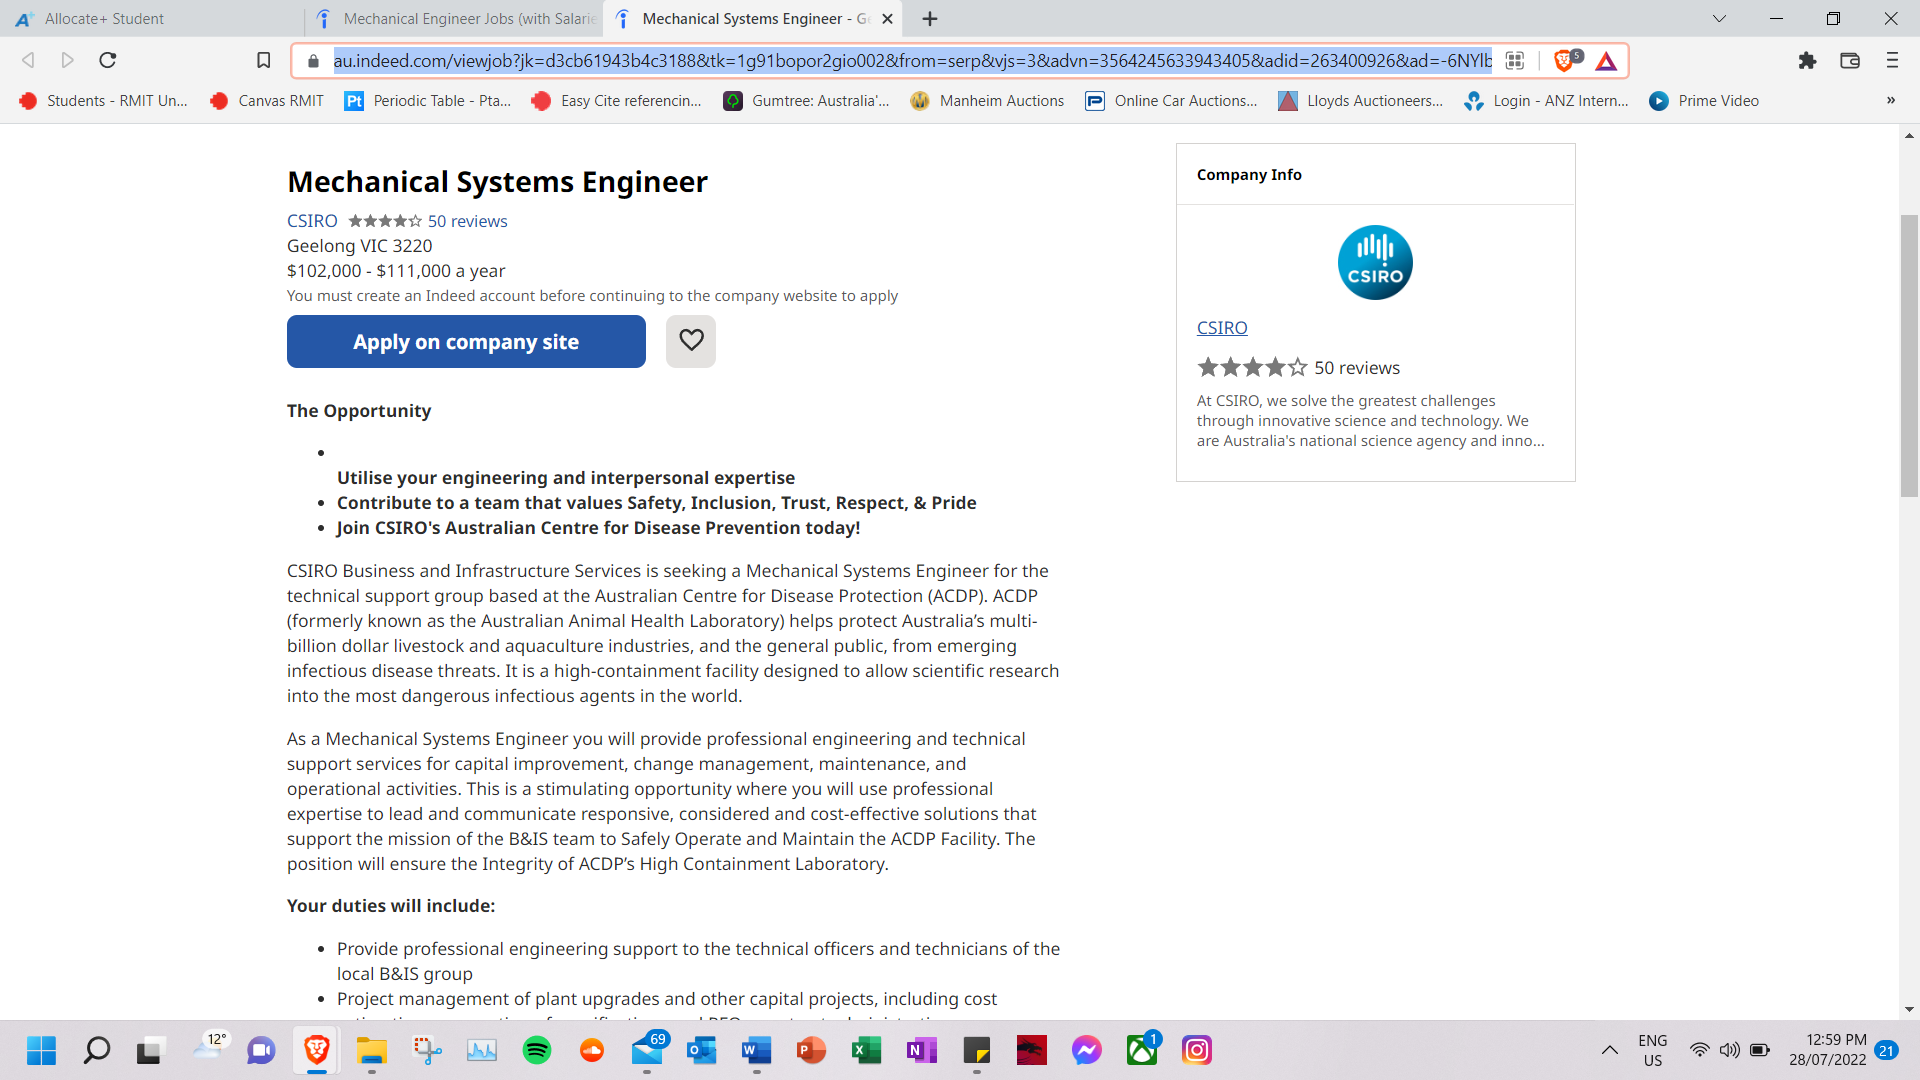 Allocate+ Student
Mechanical Engineer Jobs (with Salarie
Mechanical Systems Engineer - Ge
au.indeed.com/viewjob?jk=d3cb61943b4c3188&tk=1g91bopor2gio002&from=serp&vjs=3&advn=3564245633943405&adid=263400926&ad=-6NYlb
5
Students - RMIT Un...
Canvas RMIT
Pt Periodic Table - Pta...
Easy Cite referencin...
Gumtree: Australia'...
Manheim Auctions
Online Car Auctions...
Lloyds Auctioneers...
Login - ANZ Intern...
Prime Video
»
Mechanical Systems Engineer
CSIRO 50 reviews
Geelong VIC 3220
$102,000 - $111,000 a year
You must create an Indeed account before continuing to the company website to apply
Apply on company site
The Opportunity
Utilise your engineering and interpersonal expertise
Contribute to a team that values Safety, Inclusion, Trust, Respect, & Pride
Join CSIRO's Australian Centre for Disease Prevention today!
CSIRO Business and Infrastructure Services is seeking a Mechanical Systems Engineer for the
technical support group based at the Australian Centre for Disease Protection (ACDP). ACDP
(formerly known as the Australian Animal Health Laboratory) helps protect Australia’s multi-
billion dollar livestock and aquaculture industries, and the general public, from emerging
infectious disease threats. It is a high-containment facility designed to allow scientific research
into the most dangerous infectious agents in the world.
As a Mechanical Systems Engineer you will provide professional engineering and technical
support services for capital improvement, change management, maintenance, and
operational activities. This is a stimulating opportunity where you will use professional
expertise to lead and communicate responsive, considered and cost-effective solutions that
support the mission of the B&IS team to Safely Operate and Maintain the ACDP Facility. The
position will ensure the Integrity of ACDP’s High Containment Laboratory.
Your duties will include:
Provide professional engineering support to the technical officers and technicians of the
local B&IS group
Project management of plant upgrades and other capital projects, including cost
Company Info
CSIRO
CSIRO
50 reviews
At CSIRO, we solve the greatest challenges
through innovative science and technology. We
are Australia's national science agency and inno...
12°
69
1
ENG
US
12:59 PM
28/07/2022
21